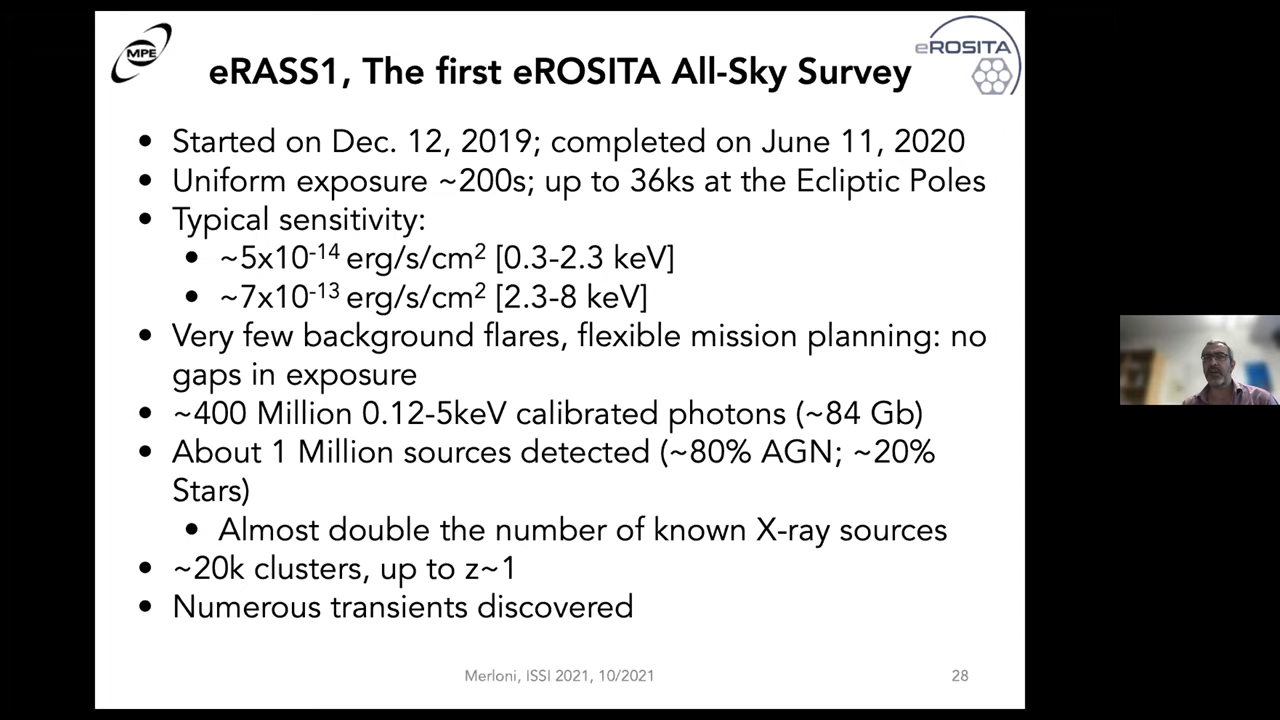 MPE
eROSITA
eRASS1, The first eROSITA All-Sky Survey
• Started on Dec. 12, 2019; completed on June 11, 2020
• Uniform exposure ~200s; up to 36ks at the Ecliptic Poles
• Typical sensitivity:
• ~5x10⁻¹⁴ erg/s/cm² [0.3-2.3 keV]
• ~7x10⁻¹³ erg/s/cm² [2.3-8 keV]
• Very few background flares, flexible mission planning: no
gaps in exposure
• ~400 Million 0.12-5keV calibrated photons (~84 Gb)
• About 1 Million sources detected (~80% AGN; ~20%
Stars)
• Almost double the number of known X-ray sources
• ~20k clusters, up to z~1
• Numerous transients discovered
Merloni, ISSI 2021, 10/2021
28